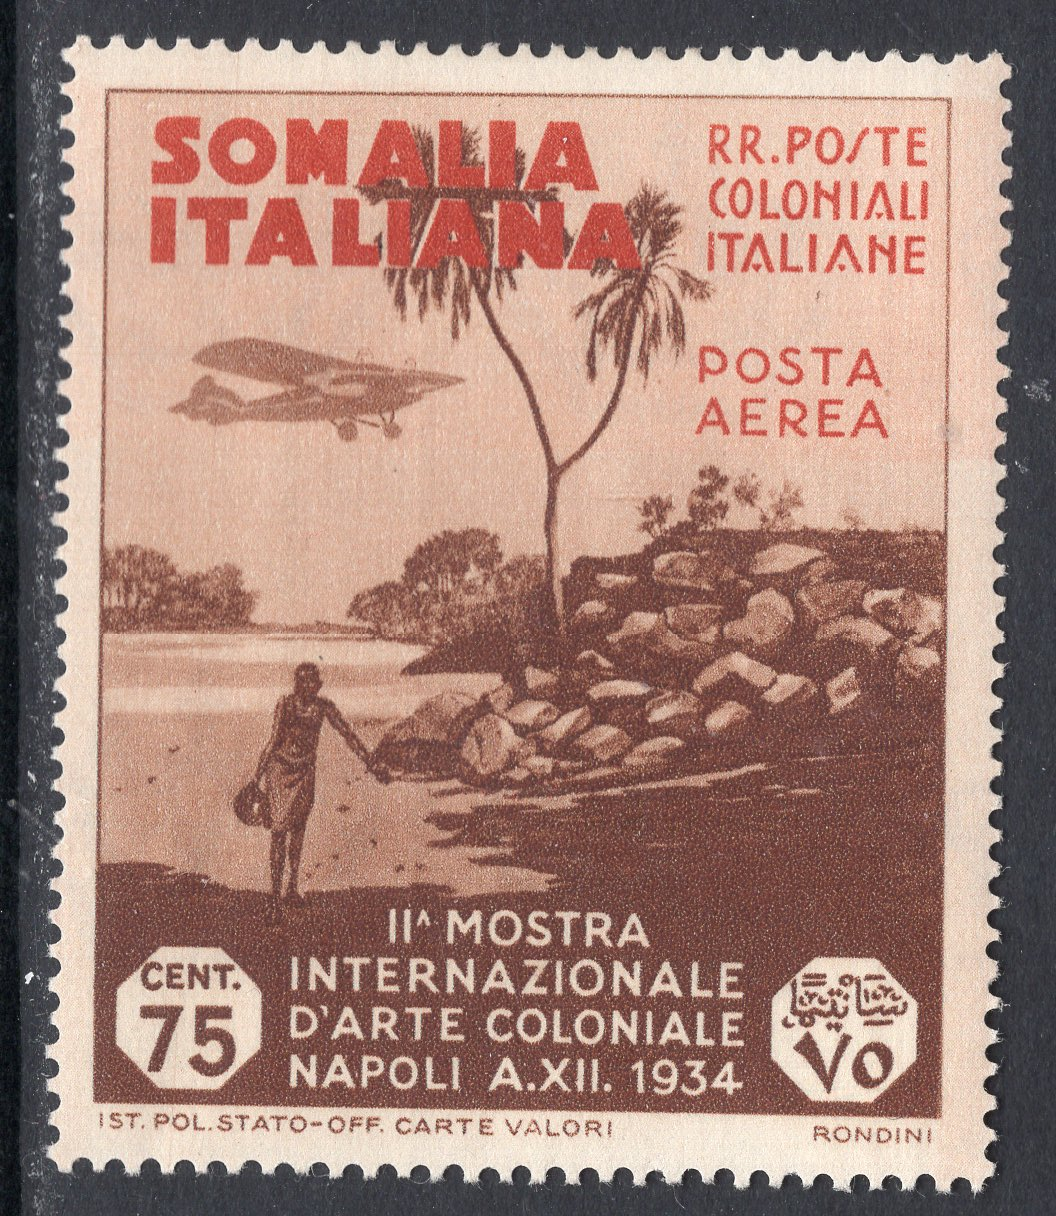 SOMALIA
ITALIANA
RR. POSTE
COLONIALI
ITALIANE
POSTA
AEREA
IIᴬ MOSTRA
INTERNAZIONALE
D'ARTE COLONIALE
NAPOLI A.XII. 1934
CENT.
75
٧٥
IST. POL. STATO-OFF. CARTE VALORI
RONDINI